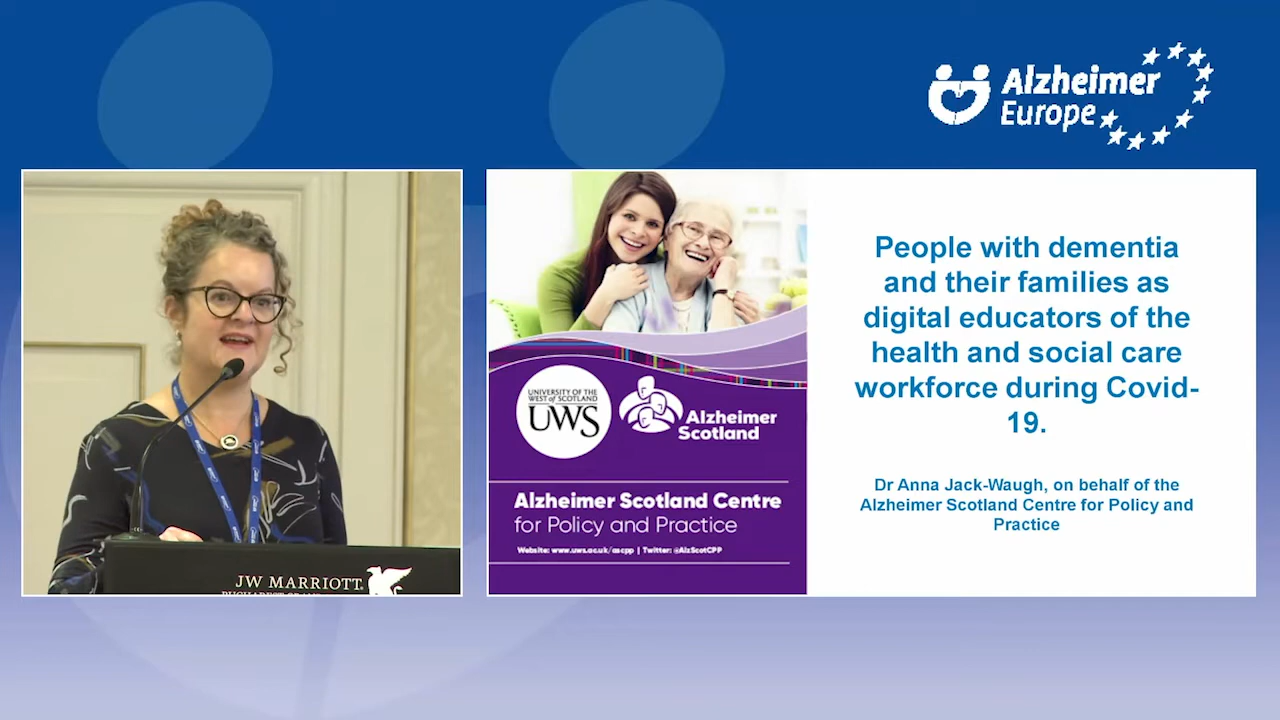 Alzheimer
Europe
JW MARRIOTT
BUCHAREST
UNIVERSITY OF THE
WEST OF SCOTLAND
UWS
Alzheimer
Scotland
Alzheimer Scotland Centre
for Policy and Practice
Website: www.uws.ac.uk/ascpp | Twitter: @AlzScotCPP
People with dementia
and their families as
digital educators of the
health and social care
workforce during Covid-
19.
Dr Anna Jack-Waugh, on behalf of the
Alzheimer Scotland Centre for Policy and
Practice